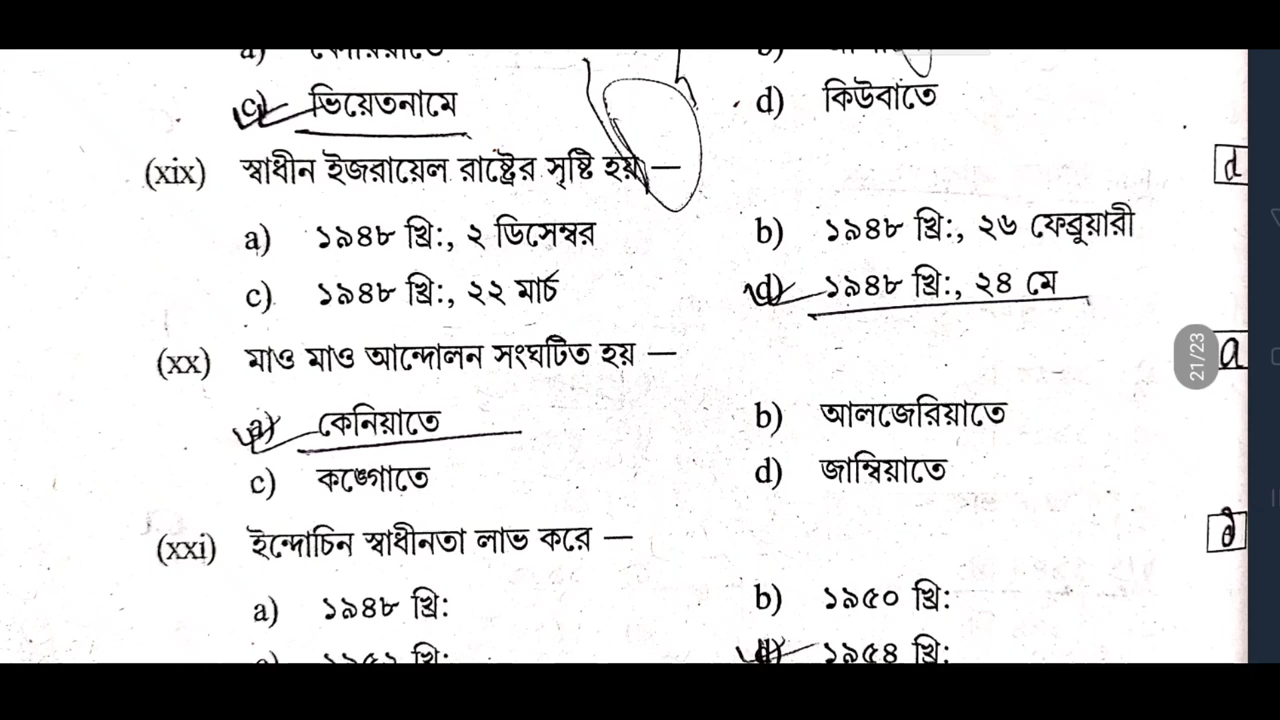 c) ভিয়েতনামে
d) কিউবাতে
(xix) স্বাধীন ইজরায়েল রাষ্ট্রের সৃষ্টি হয় —
d
a) ১৯৪৮ খ্রি:, ২ ডিসেম্বর
b) ১৯৪৮ খ্রি:, ২৬ ফেব্রুয়ারী
c) ১৯৪৮ খ্রি:, ২২ মার্চ
d) ১৯৪৮ খ্রি:, ২৪ মে
(xx) মাও মাও আন্দোলন সংঘটিত হয় —
a
21/23
a) কেনিয়াতে
b) আলজেরিয়াতে
c) কঙ্গোতে
d) জাম্বিয়াতে
(xxi) ইন্দোচিন স্বাধীনতা লাভ করে —
a) ১৯৪৮ খ্রি:
b) ১৯৫০ খ্রি:
d) ১৯৫৪ খ্রি: